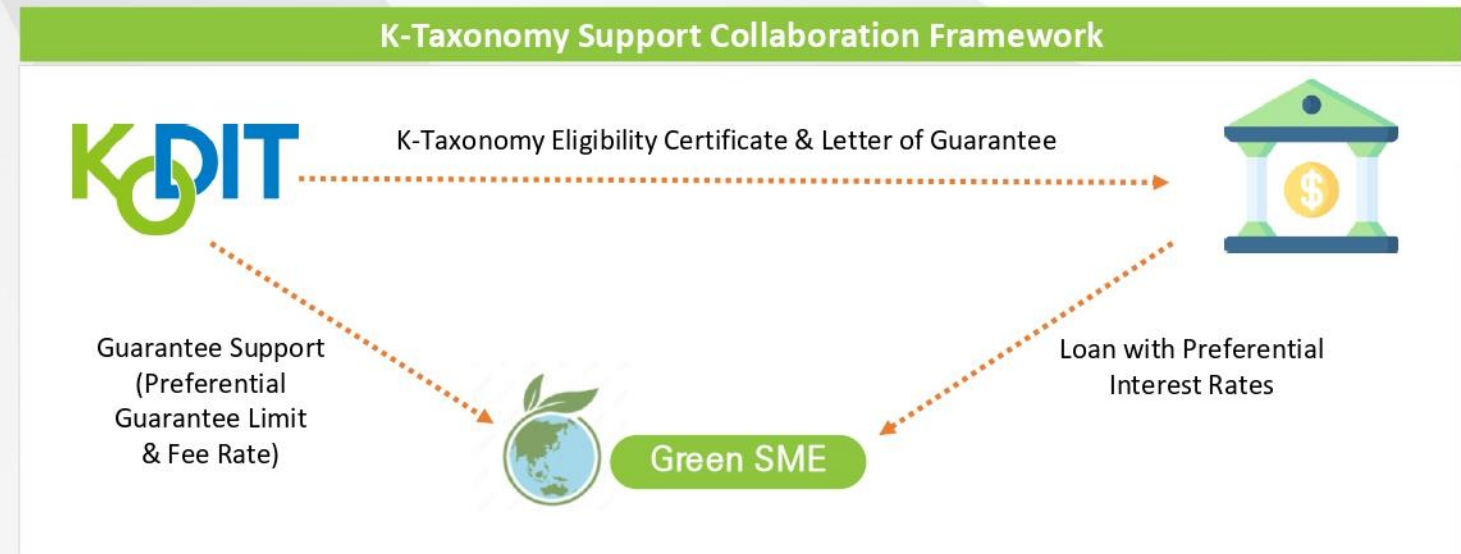 K-Taxonomy Support Collaboration Framework
KODIT
K-Taxonomy Eligibility Certificate & Letter of Guarantee
$
Guarantee Support
(Preferential
Guarantee Limit
& Fee Rate)
Loan with Preferential
Interest Rates
Green SME